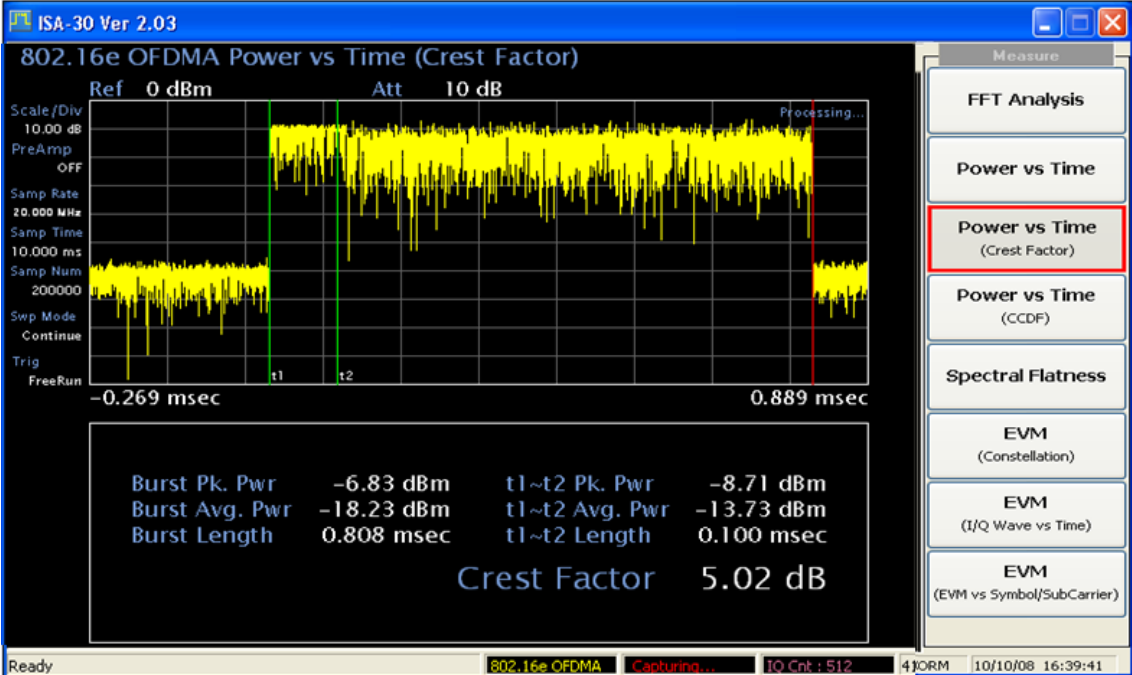 ISA-30 Ver 2.03
802.16e OFDMA Power vs Time (Crest Factor)
Ref 0 dBm Att 10 dB
Scale/Div
10.00 dB
PreAmp
OFF
Samp Rate
20.000 MHz
Samp Time
10.000 ms
Samp Num
200000
Swp Mode
Continue
Trig
FreeRun
Processing...
t1 t2
-0.269 msec 0.889 msec
Burst Pk. Pwr -6.83 dBm t1~t2 Pk. Pwr -8.71 dBm
Burst Avg. Pwr -18.23 dBm t1~t2 Avg. Pwr -13.73 dBm
Burst Length 0.808 msec t1~t2 Length 0.100 msec
Crest Factor 5.02 dB
Measure
FFT Analysis
Power vs Time
Power vs Time
(Crest Factor)
Power vs Time
(CCDF)
Spectral Flatness
EVM
(Constellation)
EVM
(I/Q Wave vs Time)
EVM
(EVM vs Symbol/SubCarrier)
Ready 802.16e OFDMA Capturing... IQ Cnt : 512 10/10/08 16:39:41